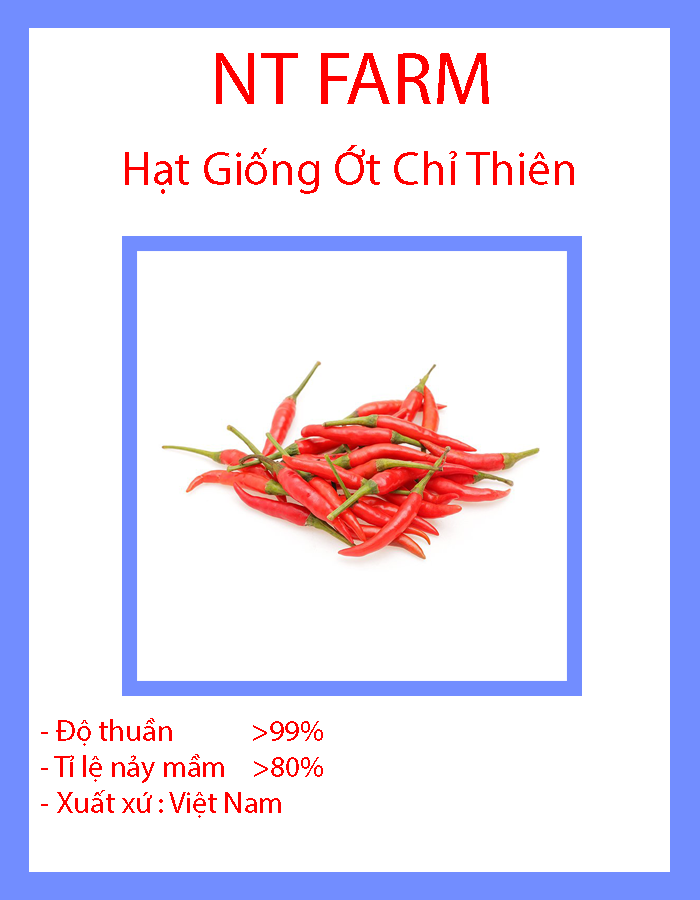 NT FARM
Hạt Giống Ớt Chỉ Thiên
- Độ thuần >99%
- Tỉ lệ nảy mầm >80%
- Xuất xứ : Việt Nam